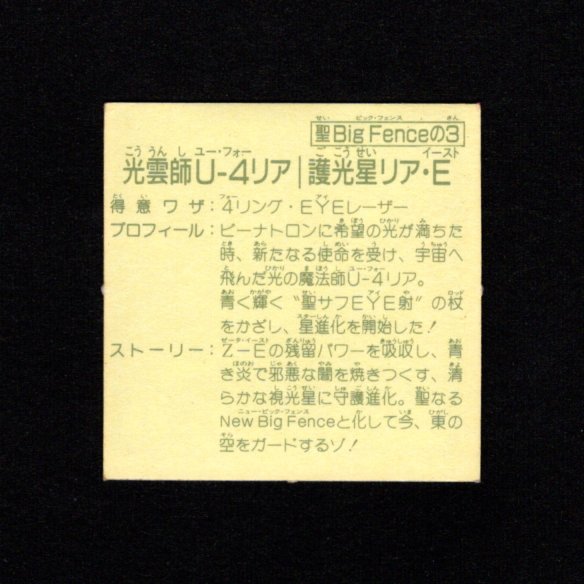 聖Big Fenceの3
光雲師U-4リア|護光星リア・E
得意ワザ:4リング・EYEレーザー
プロフィール:ビーナトロンに希望の光が満ちた
時、新たなる使命を受け、宇宙へ
飛んだ光の魔法師U-4リア。
青く輝く“聖サフEYE射”の杖
をかざし、星進化を開始した!
ストーリー:Z-Eの残留パワーを吸収し、青
き炎で邪悪な闇を焼きつくす、清
らかな視光星に守護進化。聖なる
New Big Fenceと化して今、東の
空をガードするゾ!